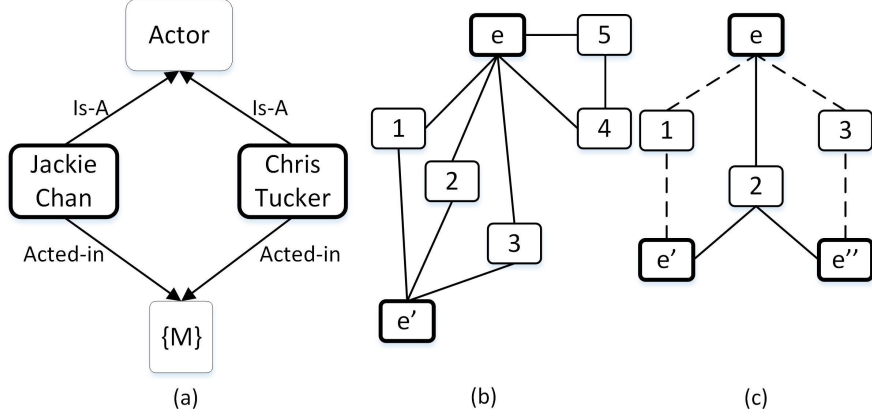 Actor
Is-A
Is-A
Jackie
Chan
Chris
Tucker
Acted-in
Acted-in
{M}
(a)
e
5
1
4
2
3
e'
(b)
e
1
3
2
e'
e''
(c)